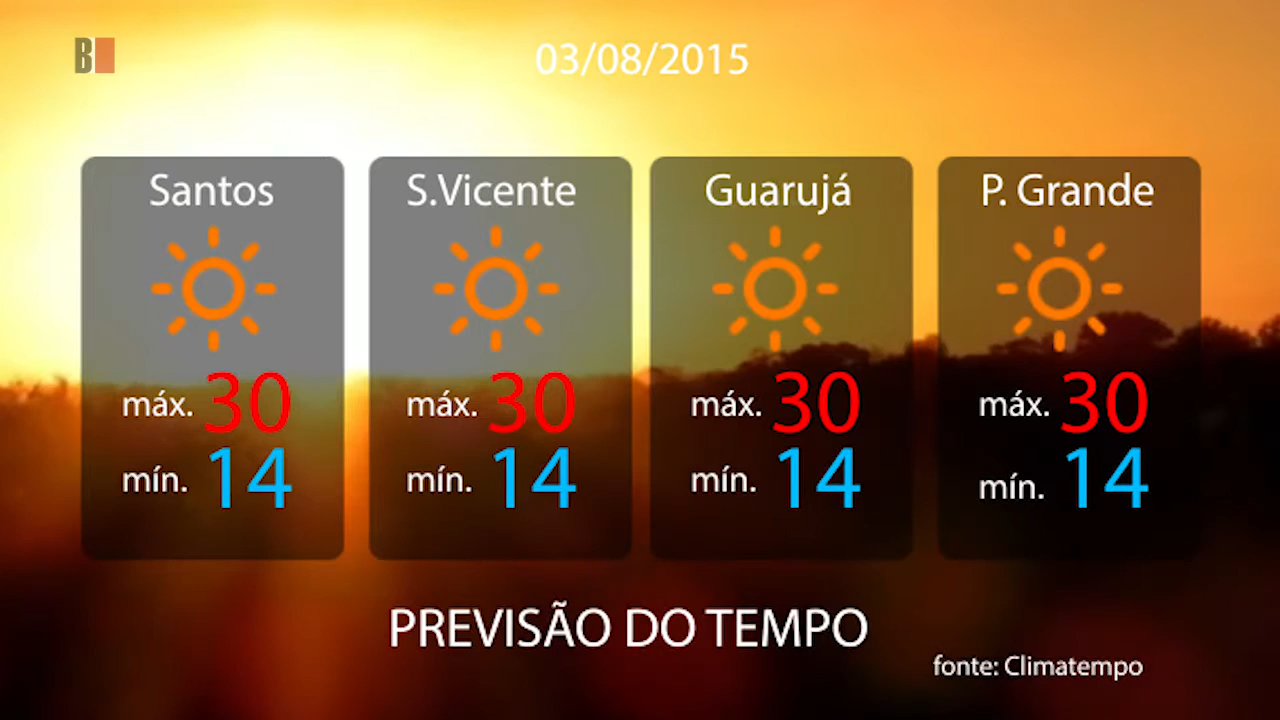 B
03/08/2015
Santos
máx. 30
mín. 14
S.Vicente
máx. 30
mín. 14
Guarujá
máx. 30
mín. 14
P. Grande
máx. 30
mín. 14
PREVISÃO DO TEMPO
fonte: Climatempo